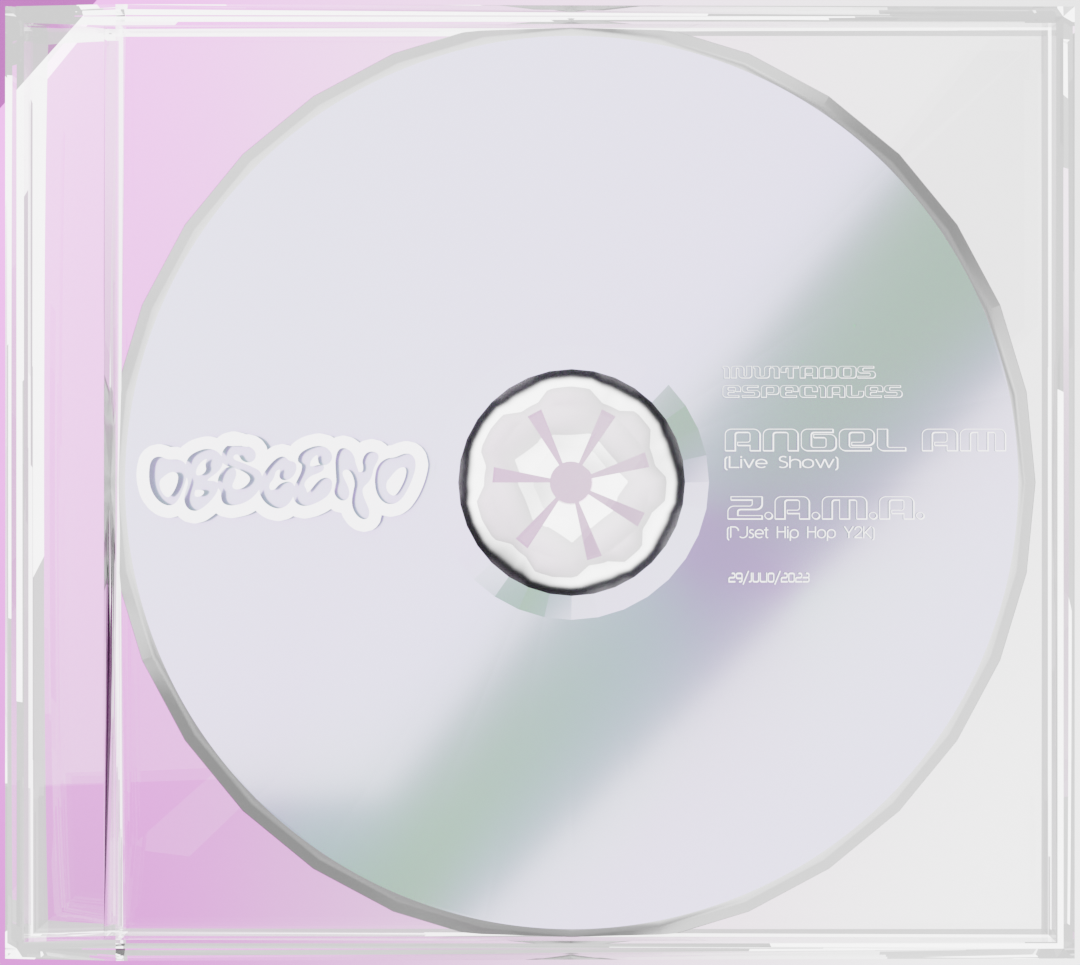 OBSCENO
INVITADOS
ESPECIALES
ANGEL AM
(Live Show)
Z.A.M.A.
(DJset Hip Hop Y2K)
29/JULIO/2023